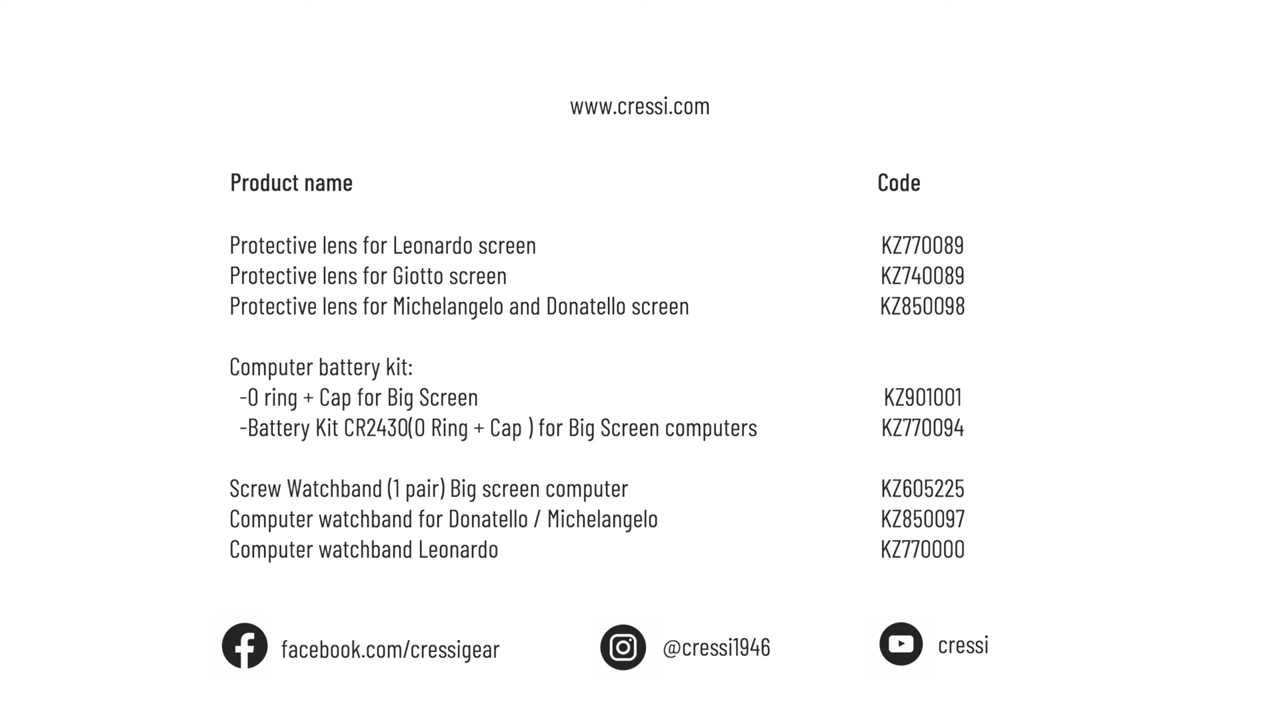 www.cressi.com
Product name Code
Protective lens for Leonardo screen KZ770089
Protective lens for Giotto screen KZ740089
Protective lens for Michelangelo and Donatello screen KZ850098
Computer battery kit:
-O ring + Cap for Big Screen KZ901001
-Battery Kit CR2430(O Ring + Cap ) for Big Screen computers KZ770094
Screw Watchband (1 pair) Big screen computer KZ605225
Computer watchband for Donatello / Michelangelo KZ850097
Computer watchband Leonardo KZ770000
facebook.com/cressigear @cressi1946 cressi